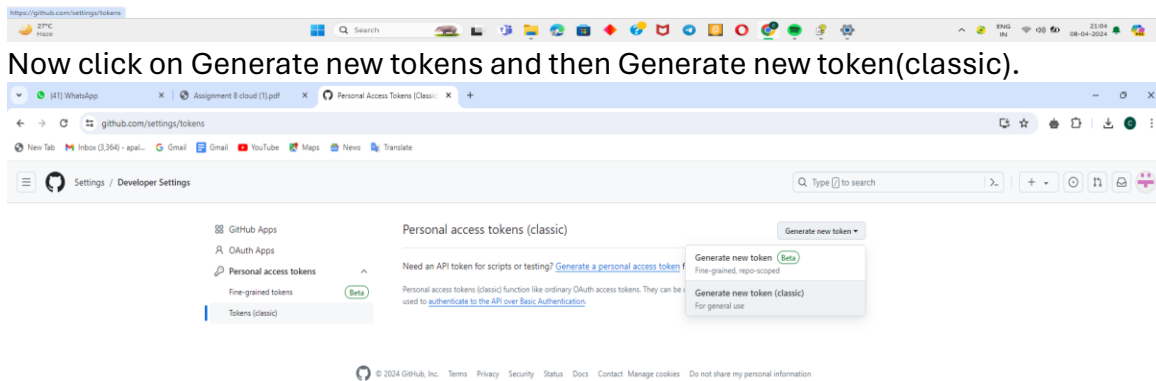 https://github.com/settings/tokens
27°C
Haze
Search
ENG
IN
21:04
08-04-2024
Now click on Generate new tokens and then Generate new token(classic).
(41) WhatsApp
Assignment 8 cloud (1).pdf
Personal Access Tokens (Classic
github.com/settings/tokens
New Tab
Inbox (3,364) - apal...
Gmail
Gmail
YouTube
Maps
News
Translate
Settings / Developer Settings
Type / to search
GitHub Apps
OAuth Apps
Personal access tokens
Fine-grained tokens
Beta
Tokens (classic)
Personal access tokens (classic)
Generate new token
Need an API token for scripts or testing? Generate a personal access token f
Personal access tokens (classic) function like ordinary OAuth access tokens. They can be
used to authenticate to the API over Basic Authentication.
Generate new token Beta
Fine-grained, repo-scoped
Generate new token (classic)
For general use
© 2024 GitHub, Inc. Terms Privacy Security Status Docs Contact Manage cookies Do not share my personal information